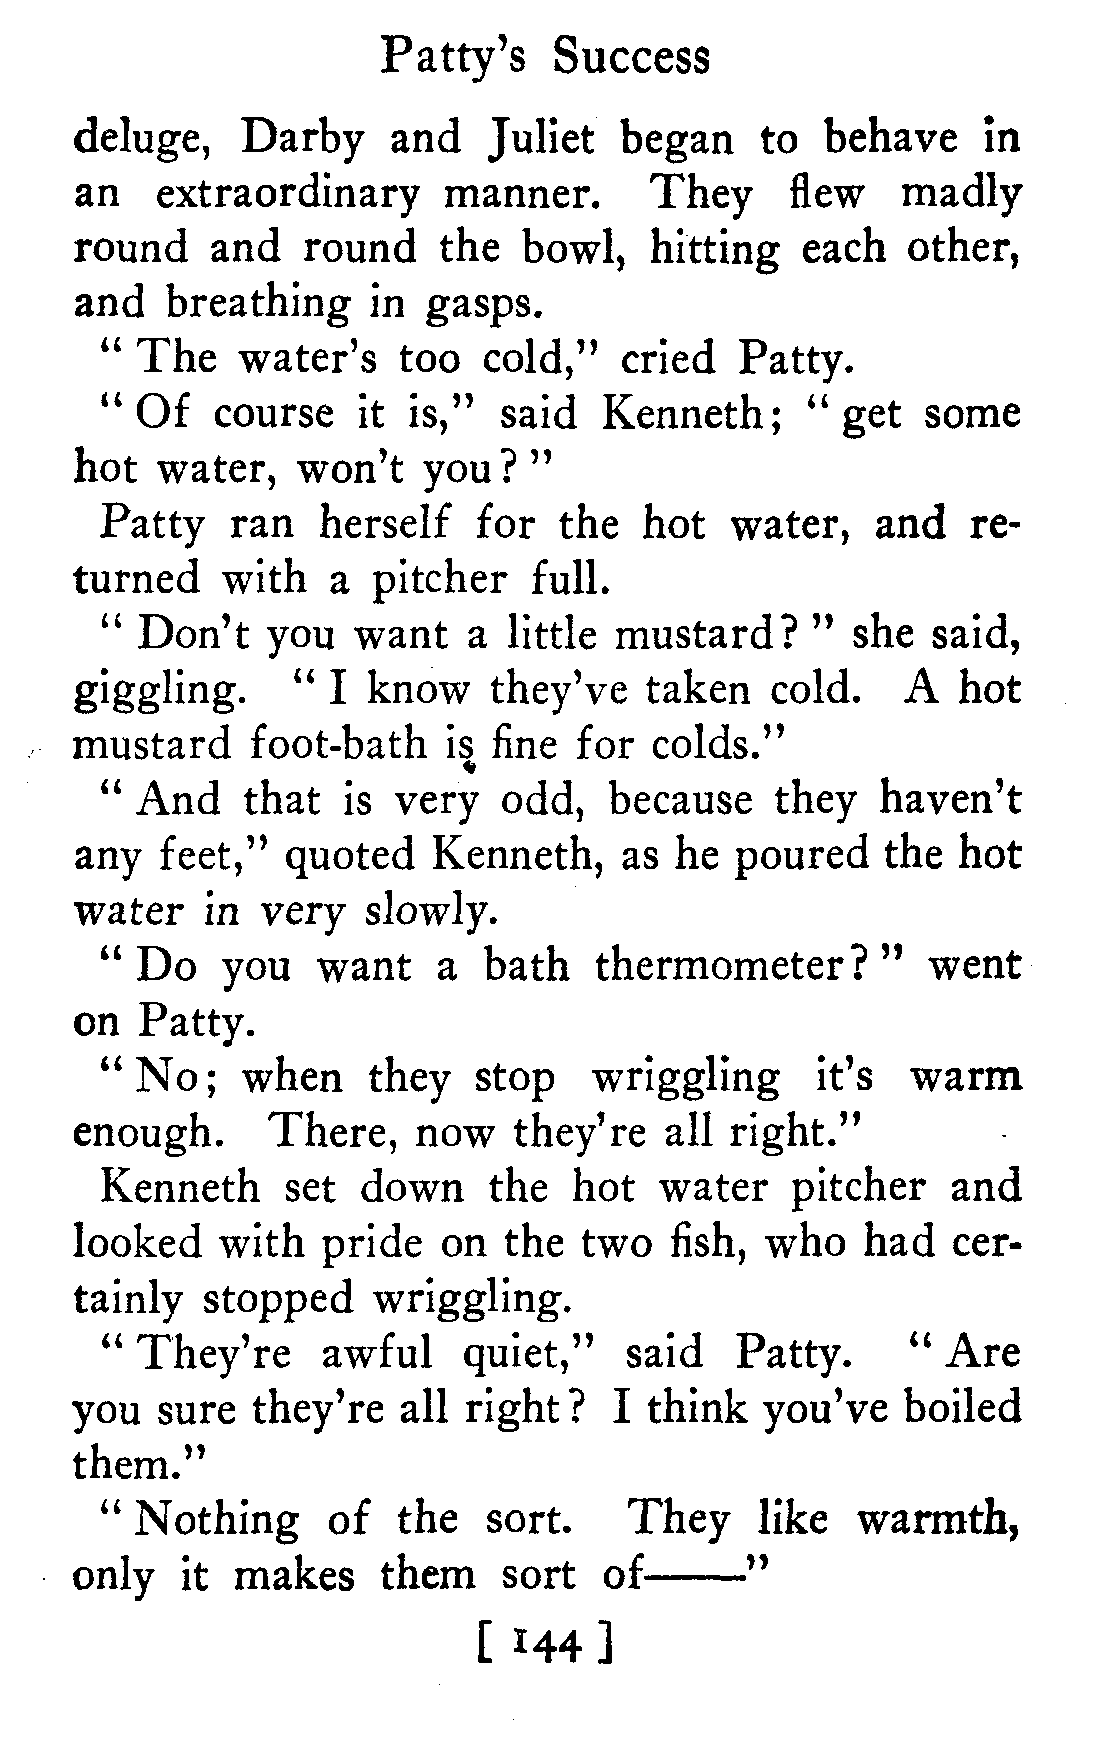 Patty's Success
deluge, Darby and Juliet began to behave in
an extraordinary manner. They flew madly
round and round the bowl, hitting each other,
and breathing in gasps.
" The water's too cold," cried Patty.
" Of course it is," said Kenneth; " get some
hot water, won't you? "
Patty ran herself for the hot water, and re-
turned with a pitcher full.
" Don't you want a little mustard? " she said,
giggling. " I know they've taken cold. A hot
mustard foot-bath is fine for colds."
" And that is very odd, because they haven't
any feet," quoted Kenneth, as he poured the hot
water in very slowly.
" Do you want a bath thermometer? " went
on Patty.
" No; when they stop wriggling it's warm
enough. There, now they're all right."
Kenneth set down the hot water pitcher and
looked with pride on the two fish, who had cer-
tainly stopped wriggling.
" They're awful quiet," said Patty. " Are
you sure they're all right? I think you've boiled
them."
" Nothing of the sort. They like warmth,
only it makes them sort of——"
[ 144 ]